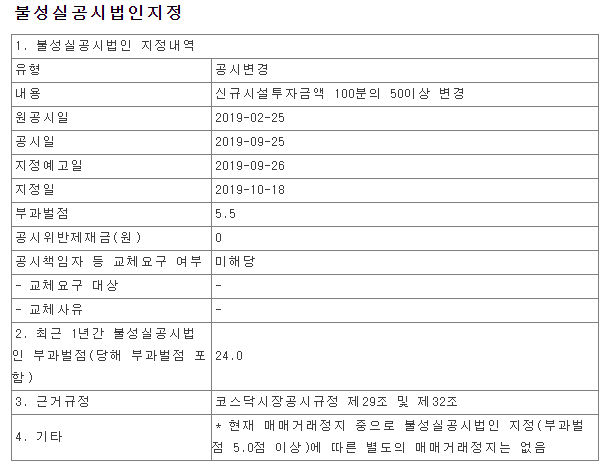 불성실공시법인지정
1. 불성실공시법인 지정내역
유형 공시변경
내용 신규시설투자금액 100분의 50이상 변경
원공시일 2019-02-25
공시일 2019-09-25
지정예고일 2019-09-26
지정일 2019-10-18
부과벌점 5.5
공시위반제재금(원) 0
공시책임자 등 교체요구 여부 미해당
- 교체요구 대상 -
- 교체사유 -
2. 최근 1년간 불성실공시법
인 부과벌점(당해 부과벌점 포 24.0
함)
3. 근거규정 코스닥시장공시규정 제29조 및 제32조
4. 기타 * 현재 매매거래정지 중으로 불성실공시법인 지정(부과벌
점 5.0점 이상)에 따른 별도의 매매거래정지는 없음